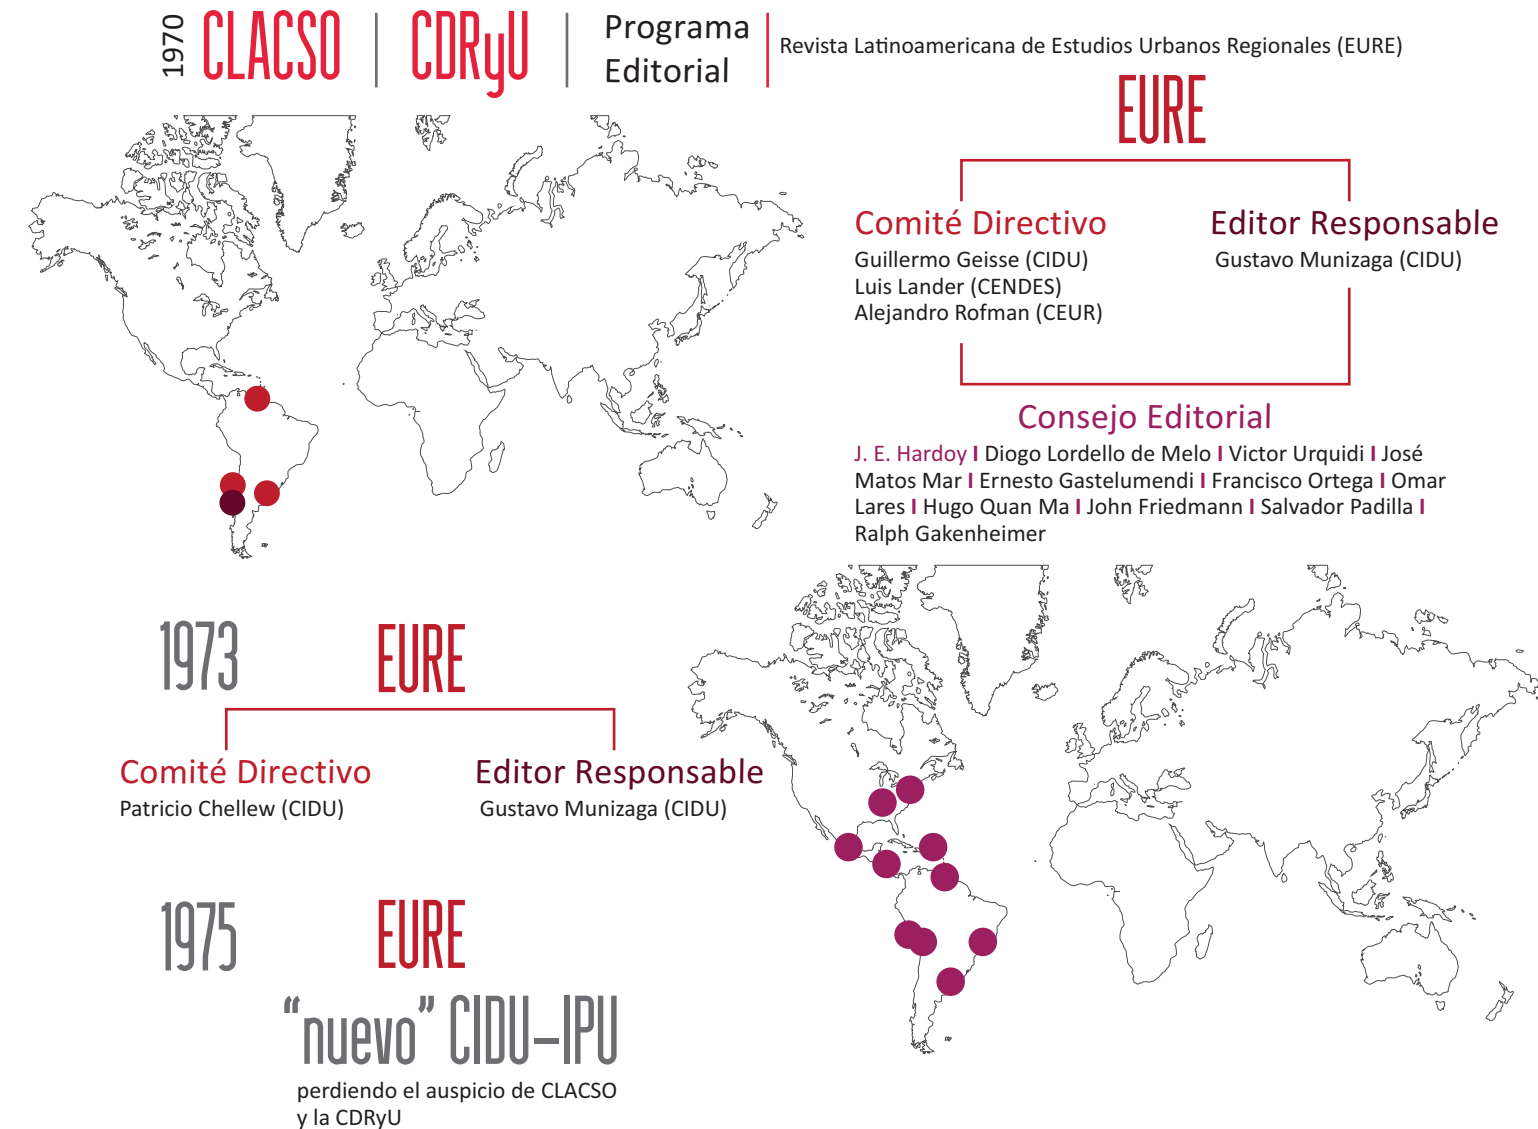 1970
CLACSO
CDRyU
Programa
Editorial
Revista Latinoamericana de Estudios Urbanos Regionales (EURE)
EURE
Comité Directivo
Guillermo Geisse (CIDU)
Luis Lander (CENDES)
Alejandro Rofman (CEUR)
Editor Responsable
Gustavo Munizaga (CIDU)
Consejo Editorial
J. E. Hardoy I Diogo Lordello de Melo I Victor Urquidi I José
Matos Mar I Ernesto Gastelumendi I Francisco Ortega I Omar
Lares I Hugo Quan Ma I John Friedmann I Salvador Padilla I
Ralph Gakenheimer
1973
EURE
Comité Directivo
Patricio Chellew (CIDU)
Editor Responsable
Gustavo Munizaga (CIDU)
1975
EURE
“nuevo” CIDU–IPU
perdiendo el auspicio de CLACSO
y la CDRyU